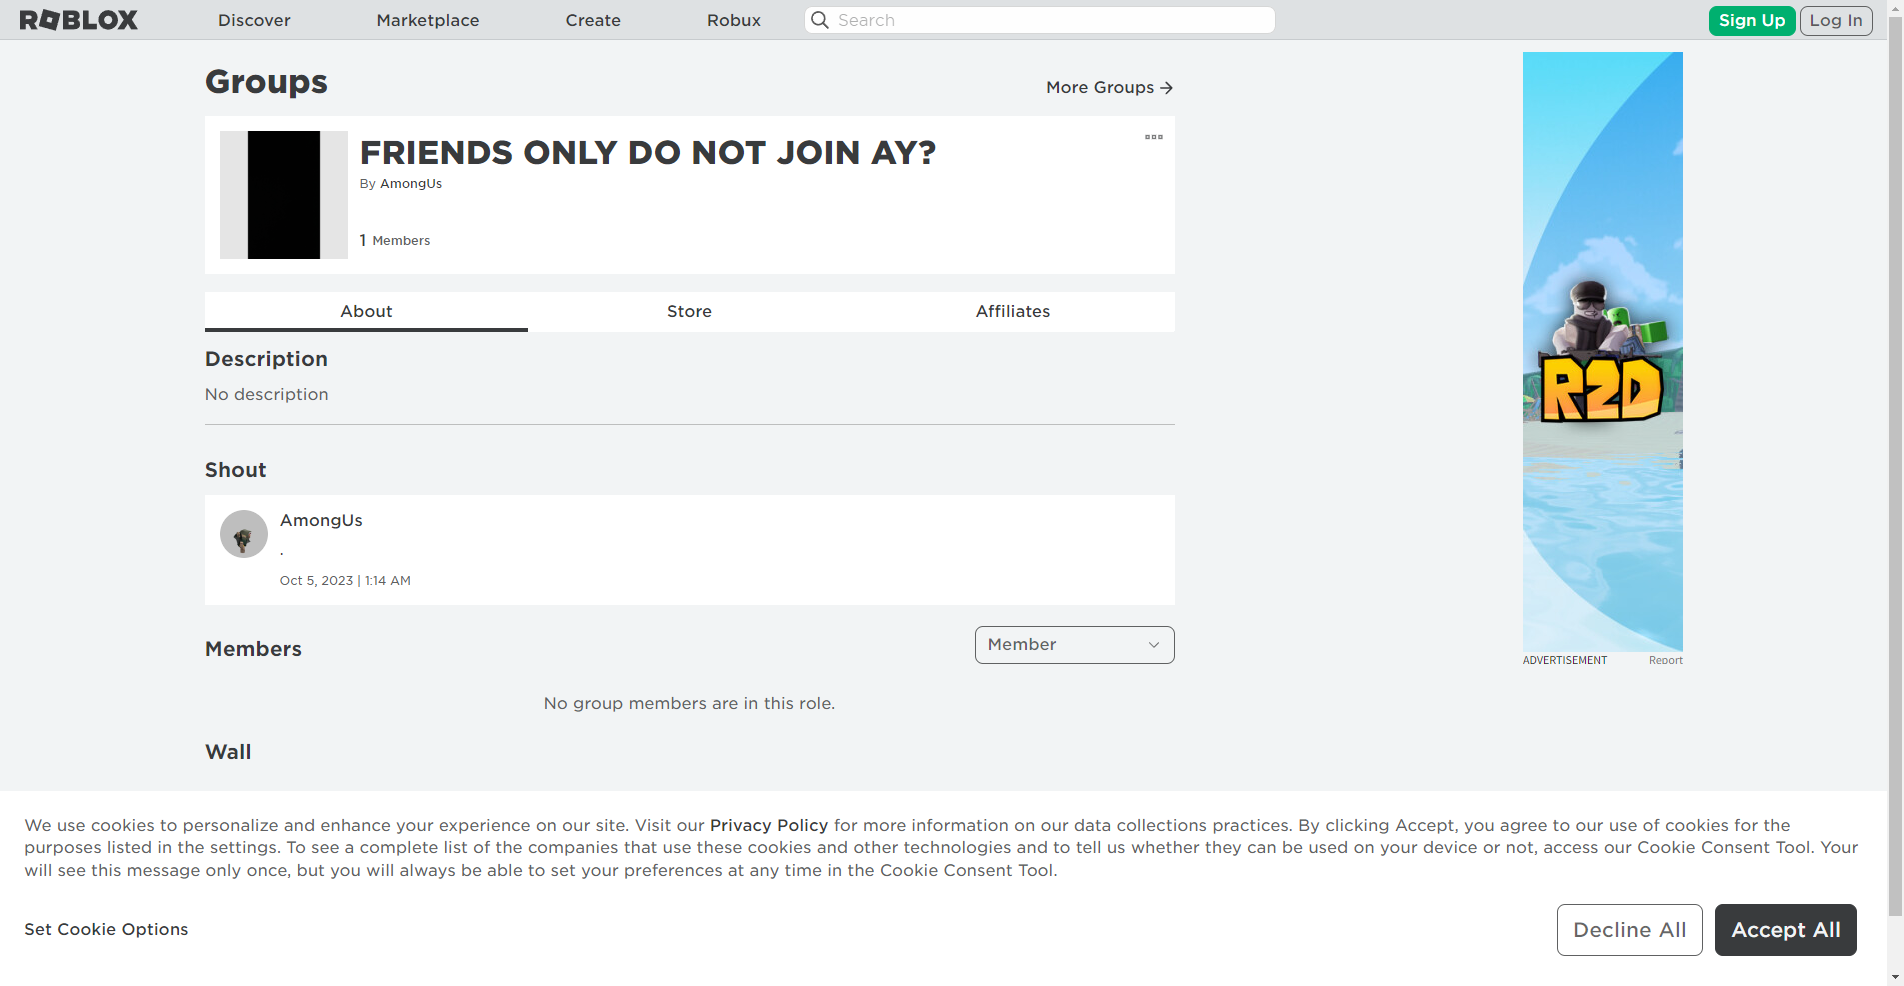 ROBLOX
Discover
Marketplace
Create
Robux
Search
Sign Up
Log In
Groups
More Groups →
FRIENDS ONLY DO NOT JOIN AY?
By AmongUs
1 Members
About
Store
Affiliates
Description
No description
Shout
AmongUs
.
Oct 5, 2023 | 1:14 AM
Members
Member
No group members are in this role.
Wall
R2D
ADVERTISEMENT
Report
We use cookies to personalize and enhance your experience on our site. Visit our Privacy Policy for more information on our data collections practices. By clicking Accept, you agree to our use of cookies for the
purposes listed in the settings. To see a complete list of the companies that use these cookies and other technologies and to tell us whether they can be used on your device or not, access our Cookie Consent Tool. Your
will see this message only once, but you will always be able to set your preferences at any time in the Cookie Consent Tool.
Set Cookie Options
Decline All
Accept All